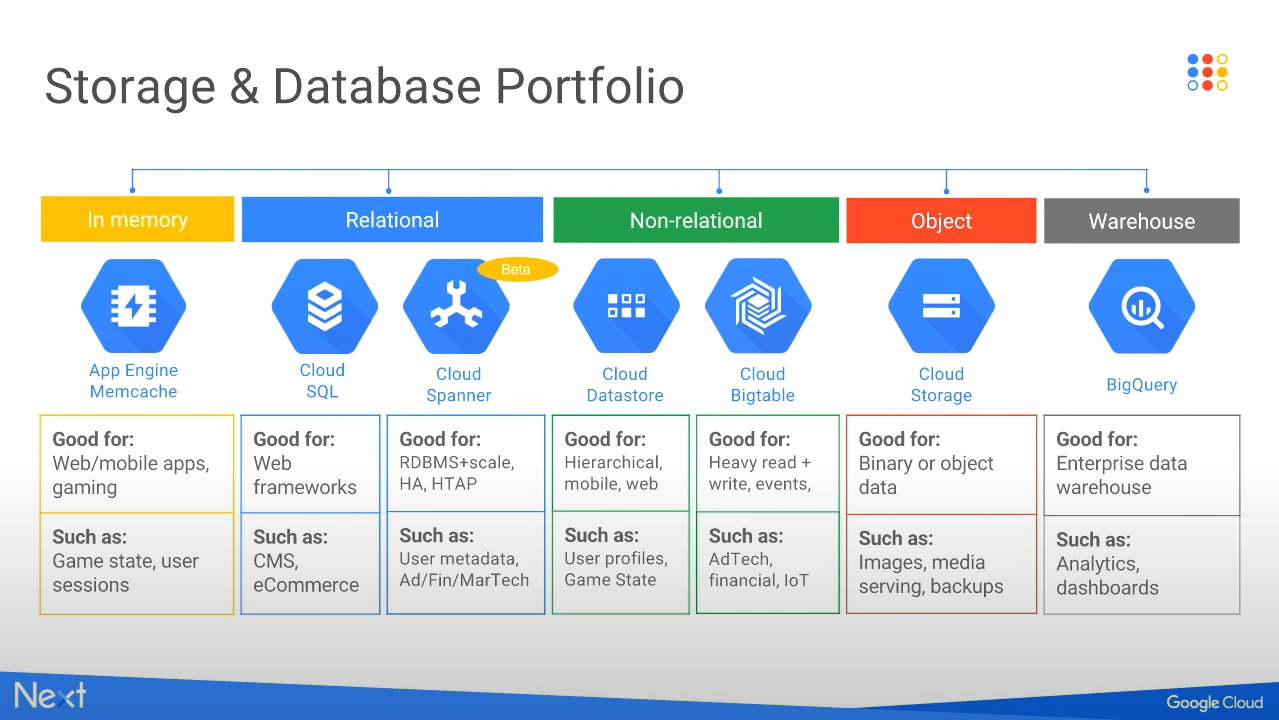 Storage & Database Portfolio
In memory
Relational
Non-relational
Object
Warehouse
Beta
App Engine
Memcache
Cloud
SQL
Cloud
Spanner
Cloud
Datastore
Cloud
Bigtable
Cloud
Storage
BigQuery
Good for:
Web/mobile apps,
gaming
Such as:
Game state, user
sessions
Good for:
Web
frameworks
Such as:
CMS,
eCommerce
Good for:
RDBMS+scale,
HA, HTAP
Such as:
User metadata,
Ad/Fin/MarTech
Good for:
Hierarchical,
mobile, web
Such as:
User profiles,
Game State
Good for:
Heavy read +
write, events,
Such as:
AdTech,
financial, IoT
Good for:
Binary or object
data
Such as:
Images, media
serving, backups
Good for:
Enterprise data
warehouse
Such as:
Analytics,
dashboards
Next
Google Cloud